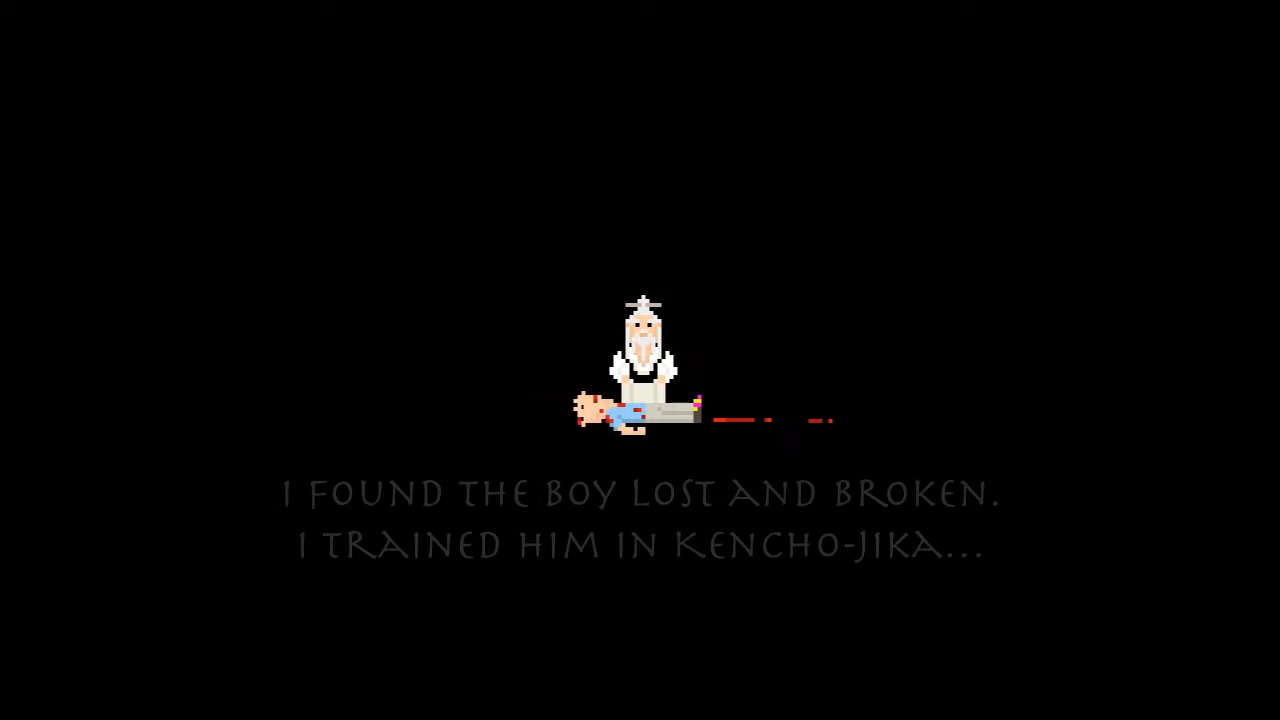 I FOUND THE BOY LOST AND BROKEN.
I TRAINED HIM IN KENCHO-JIKA...